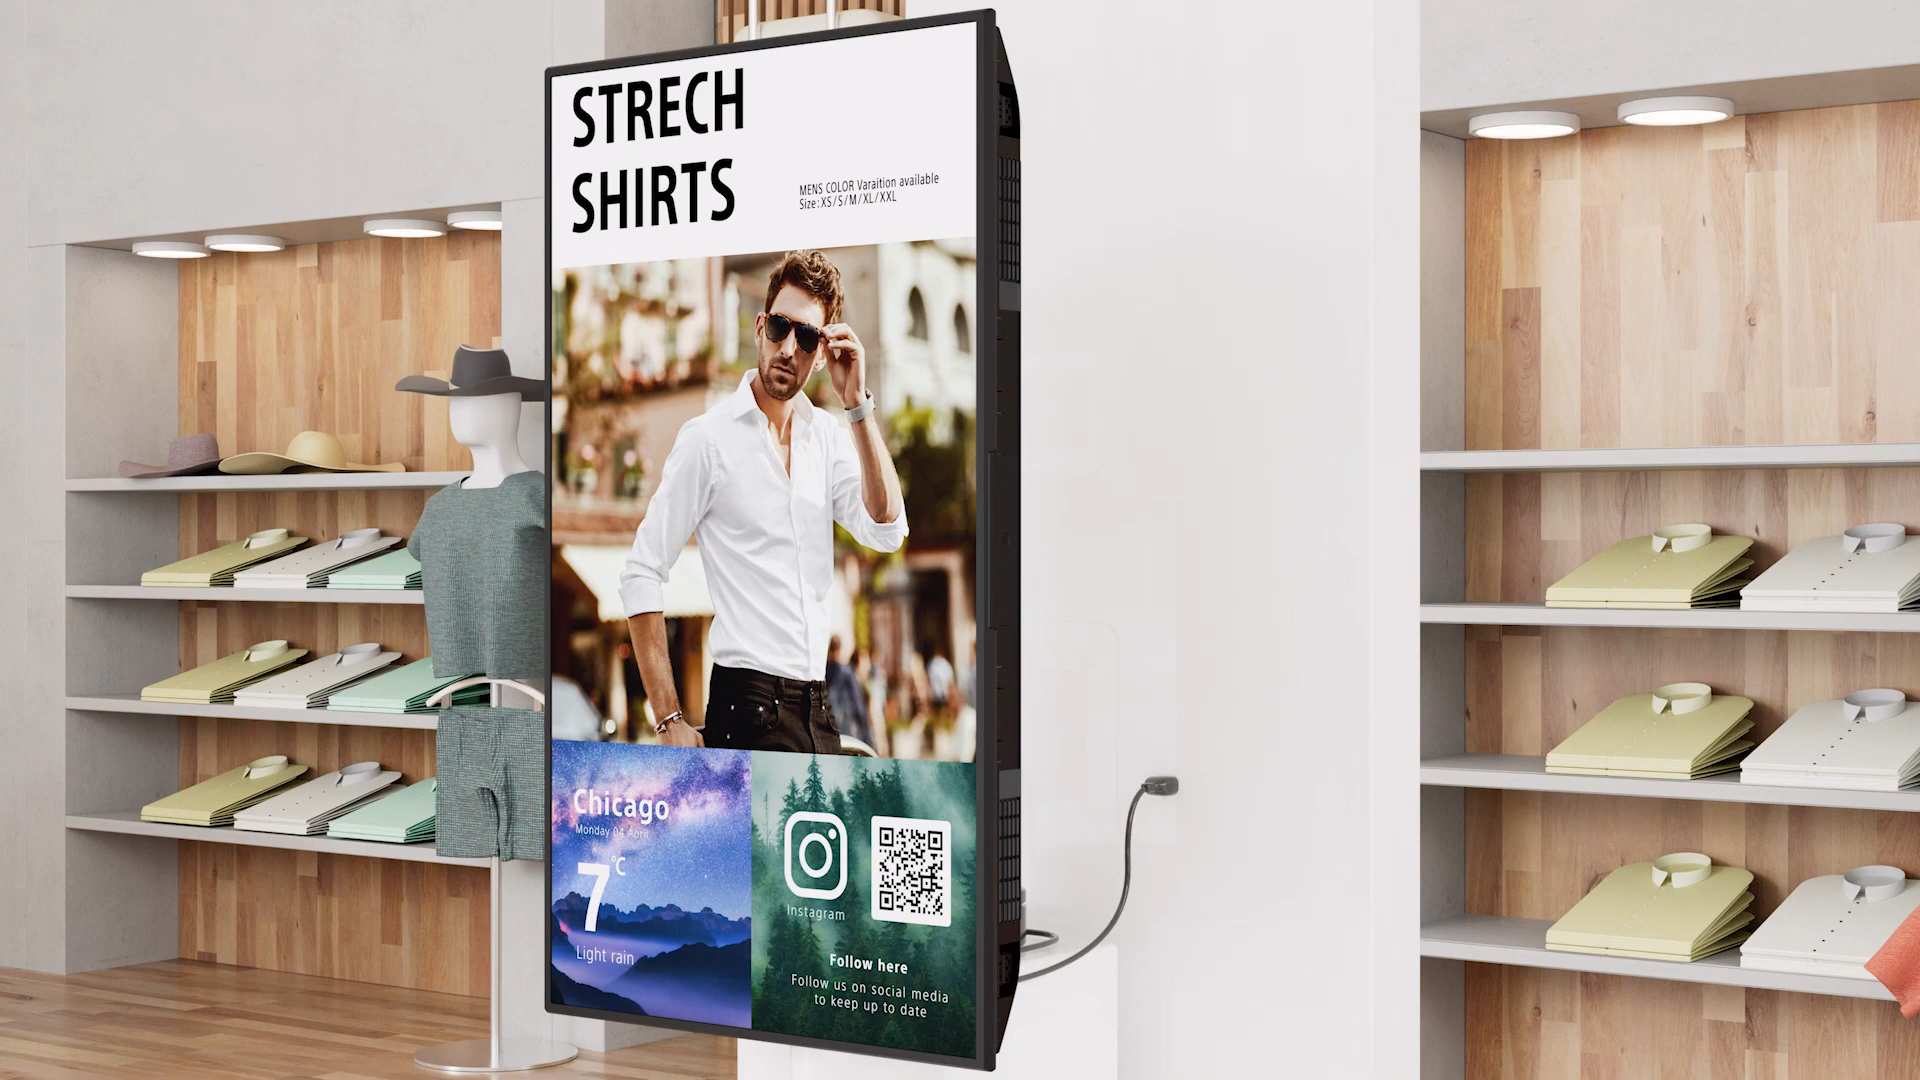 STRECH
SHIRTS
MENS COLOR Varaition available
Size:XS/S/M/XL/XXL
Chicago
Monday 04 April
7°C
Light rain
Instagram
Follow here
Follow us on social media
to keep up to date